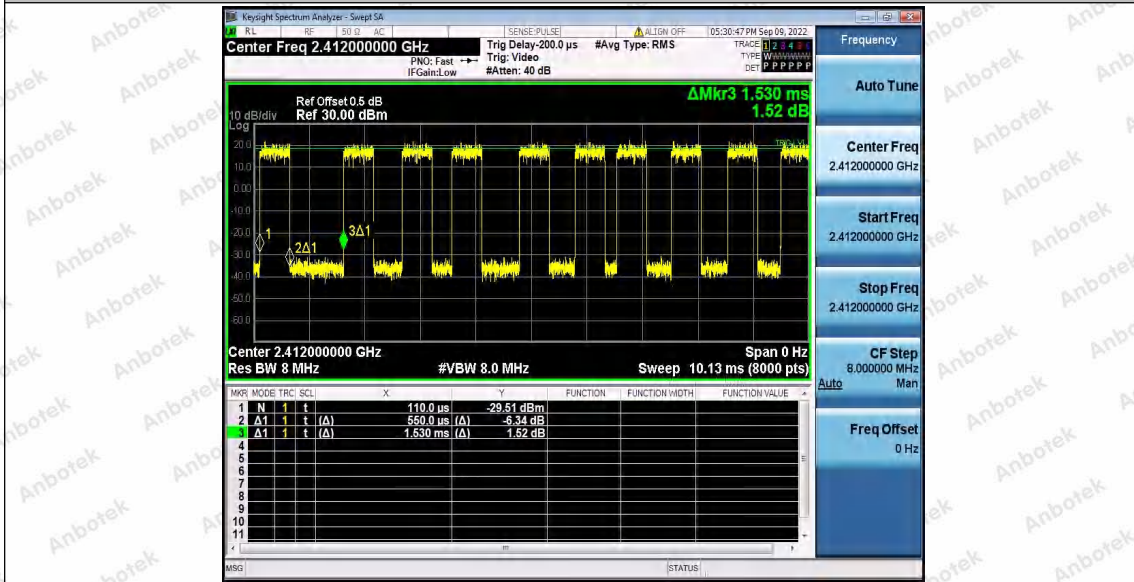 Keysight Spectrum Analyzer - Swept SA
RL RF 50 Ω AC SENSE:PULSE ALIGN OFF 05:30:47 PM Sep 09, 2022
Center Freq 2.412000000 GHz
PNO: Fast
IFGain:Low
Trig Delay-200.0 µs
Trig: Video
#Atten: 40 dB
#Avg Type: RMS
TRACE 1 2 3 4 5 6
TYPE WWWWWW
DET P P P P P P
Ref Offset 0.5 dB
10 dB/div Ref 30.00 dBm
Log
ΔMkr3 1.530 ms
1.52 dB
20.0
10.0
0.00
-10.0
-20.0
-30.0
-40.0
-50.0
-60.0
1
2Δ1
3Δ1
Center 2.412000000 GHz Span 0 Hz
Res BW 8 MHz #VBW 8.0 MHz Sweep 10.13 ms (8000 pts)
MKR MODE TRC SCL X Y FUNCTION FUNCTION WIDTH FUNCTION VALUE
1 N 1 t 110.0 µs -29.51 dBm
2 Δ1 1 t (Δ) 550.0 µs (Δ) -6.34 dB
3 Δ1 1 t (Δ) 1.530 ms (Δ) 1.52 dB
4
5
6
7
8
9
10
11
MSG STATUS
Frequency
Auto Tune
Center Freq
2.412000000 GHz
Start Freq
2.412000000 GHz
Stop Freq
2.412000000 GHz
CF Step
8.000000 MHz
Auto Man
Freq Offset
0 Hz
Anbotek